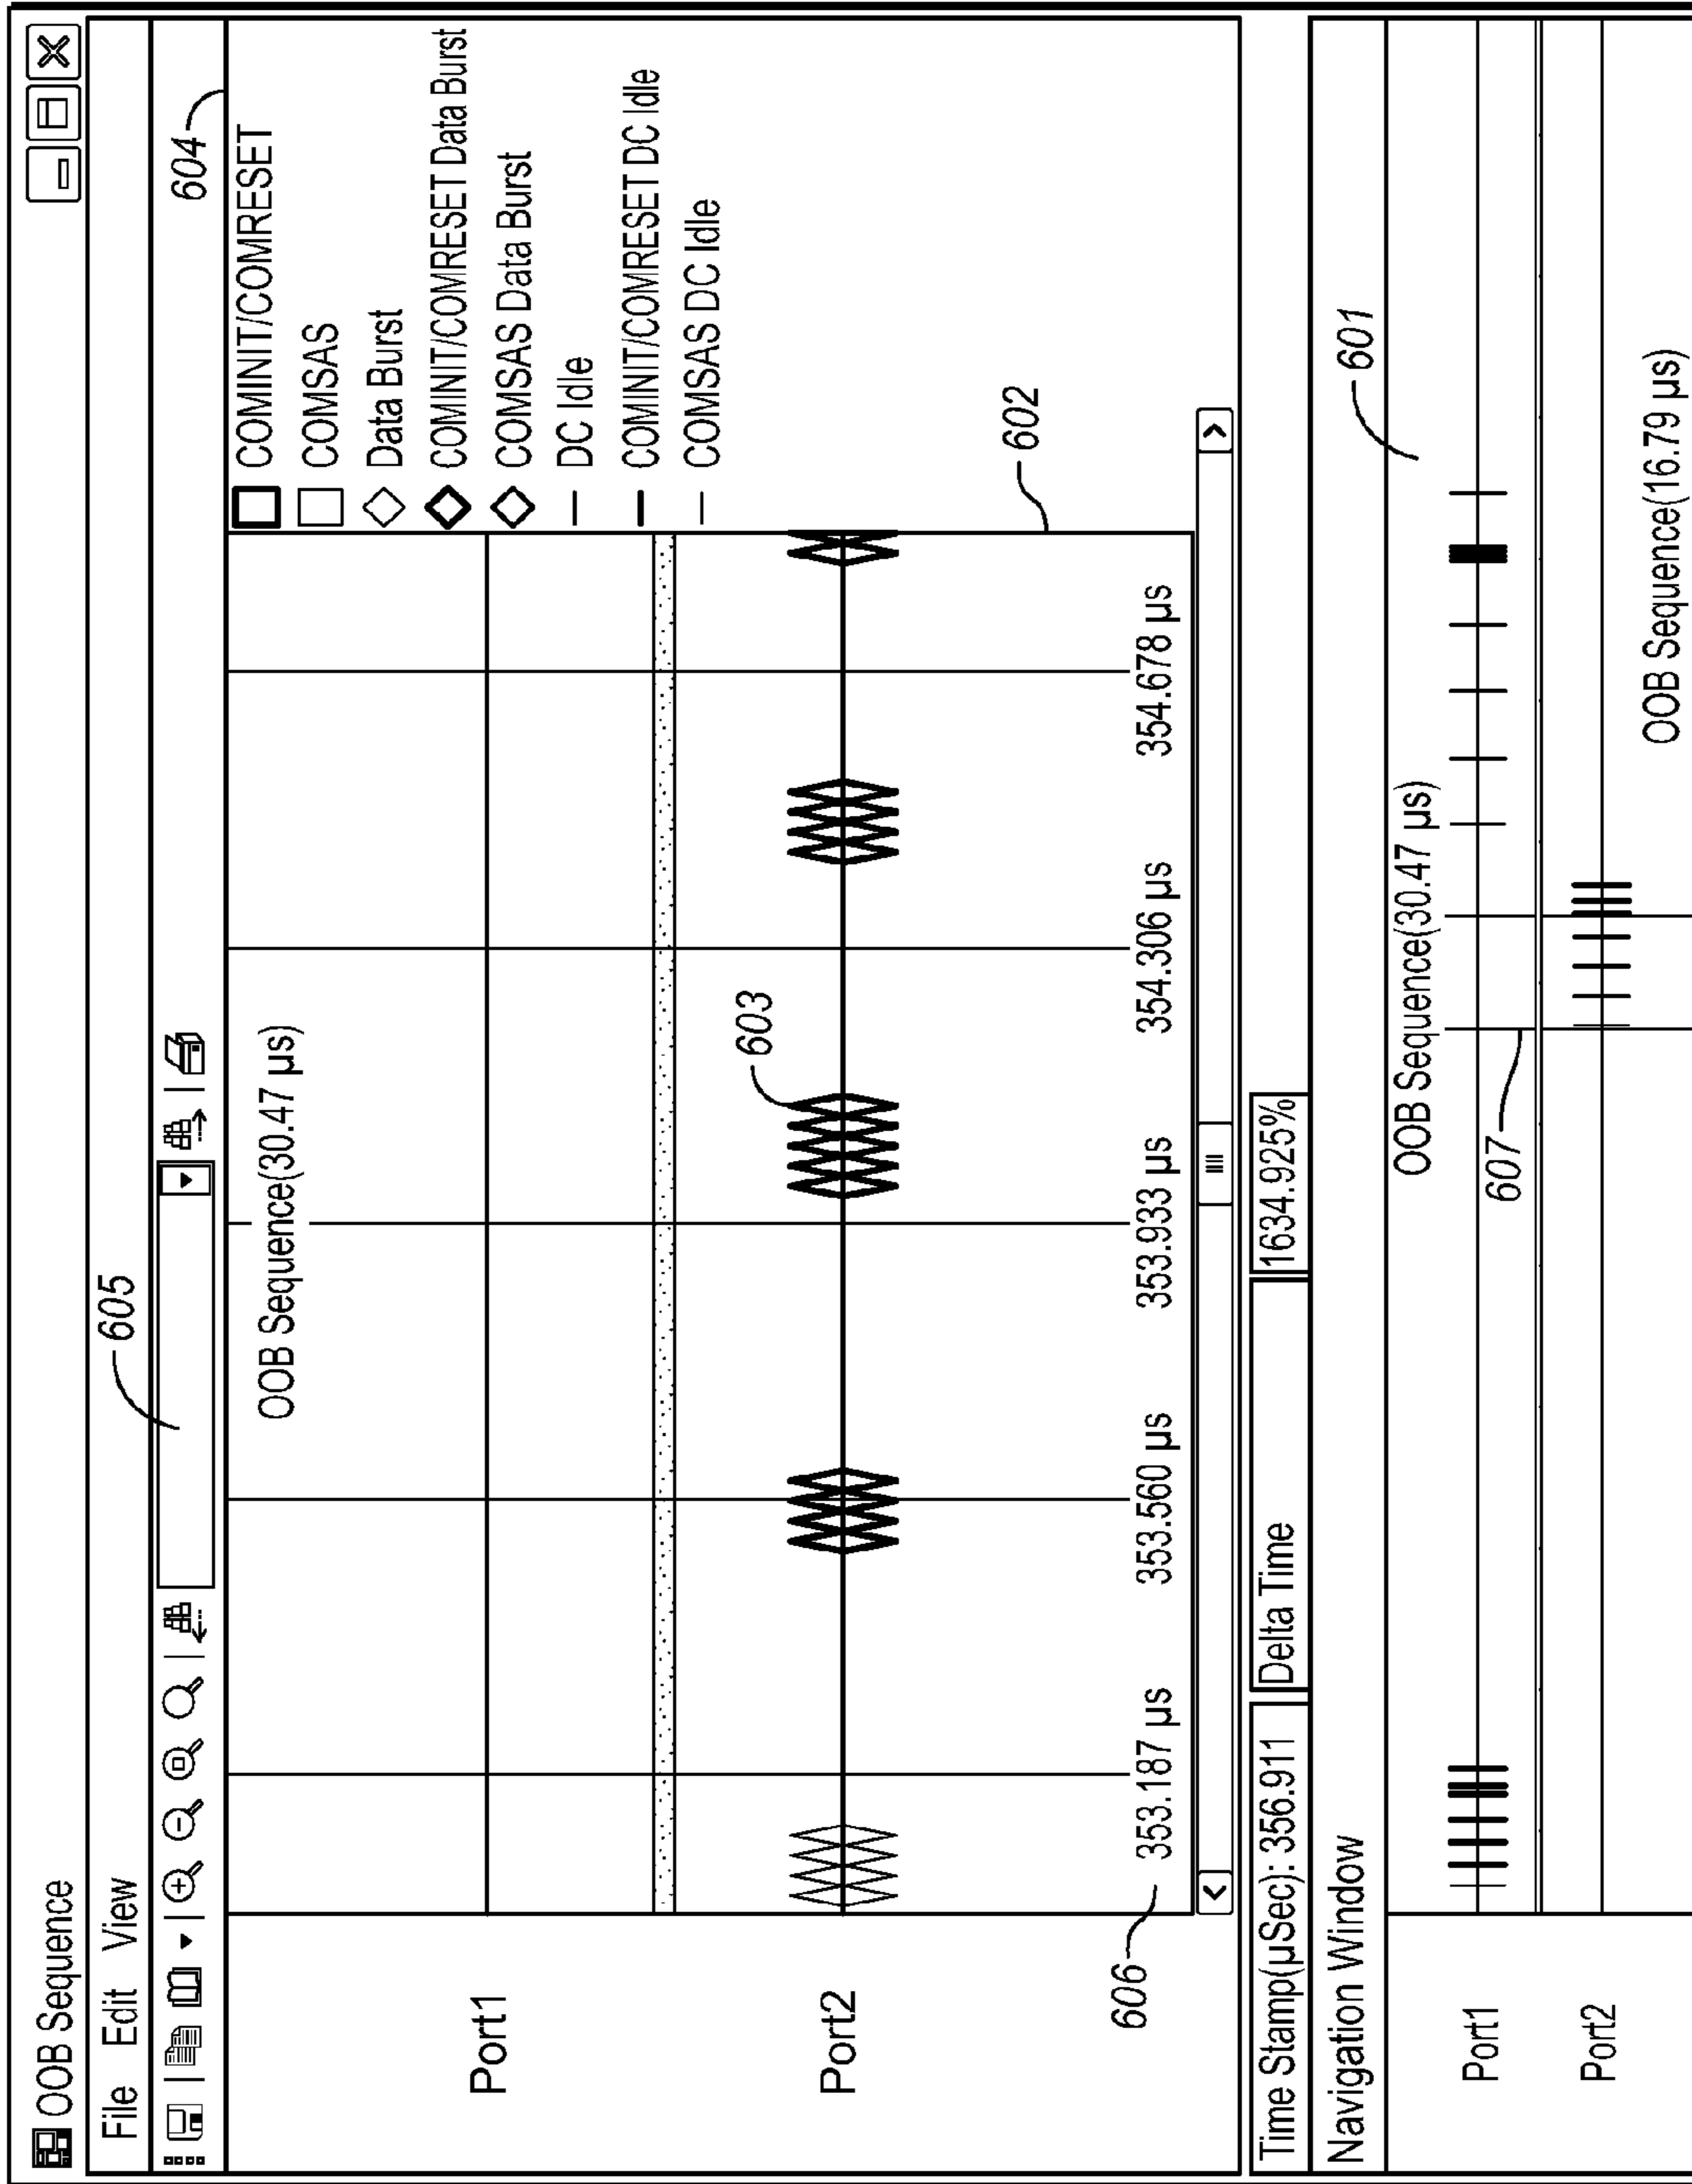 OOB Sequence
File Edit View
605
604
OOB Sequence(30.47 µs)
COMINIT/COMRESET
COMSAS
Data Burst
COMINIT/COMRESET Data Burst
COMSAS Data Burst
DC Idle
COMINIT/COMRESET DC Idle
COMSAS DC Idle
Port1
603
Port2
602
606
353.187 µs 353.560 µs 353.933 µs 354.306 µs 354.678 µs
Time Stamp(µSec): 356.911 Delta Time 1634.925%
Navigation Window
601
OOB Sequence(30.47 µs)
Port1
607
Port2
OOB Sequence(16.79 µs)